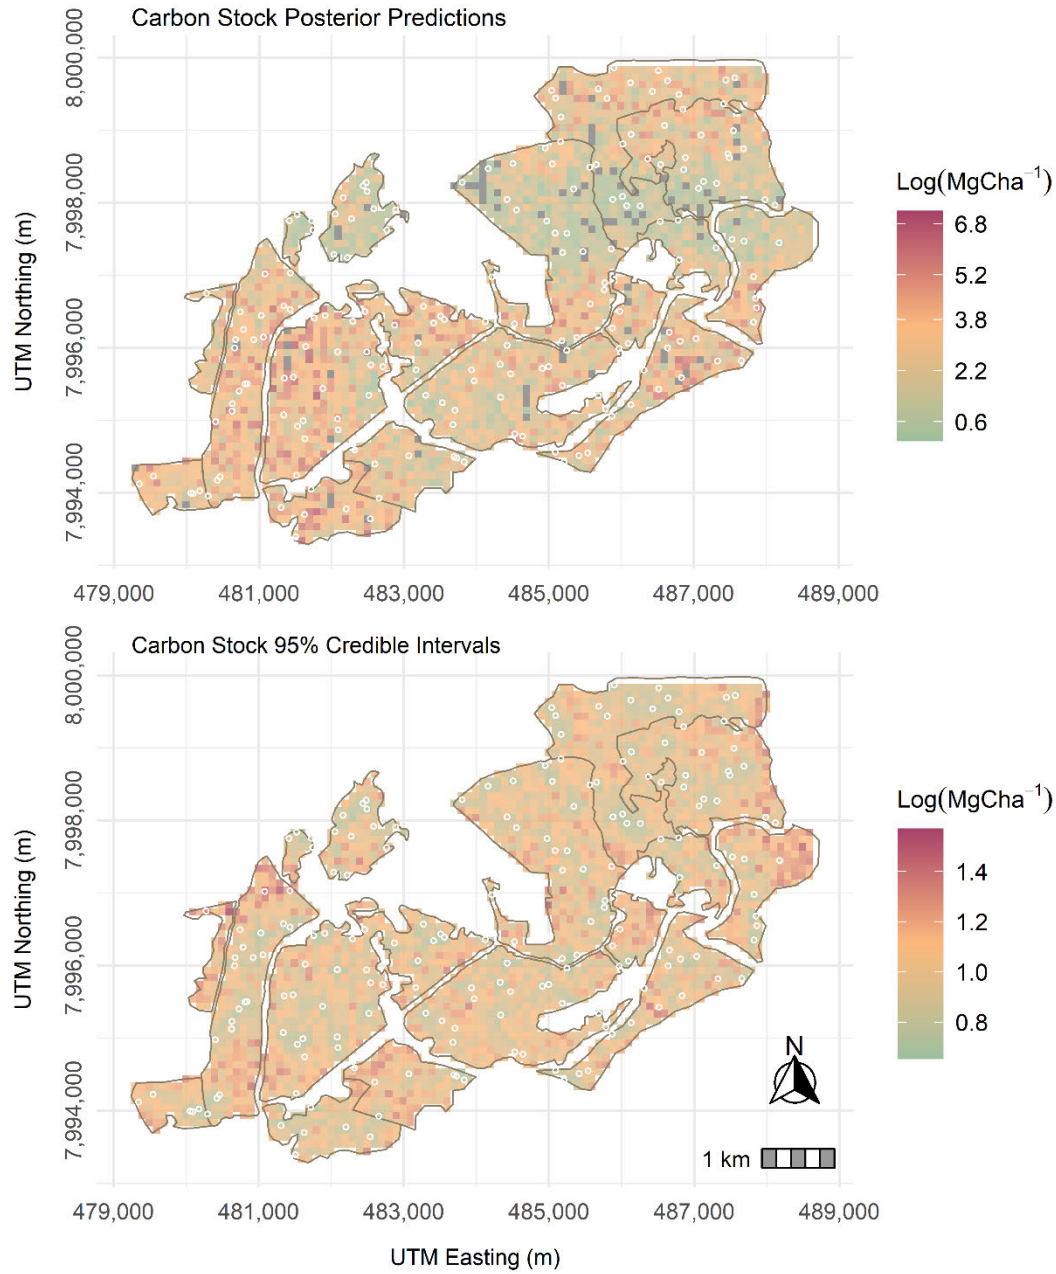 Carbon Stock Posterior Predictions
8,000,000
7,998,000
7,996,000
7,994,000
UTM Northing (m)
479,000 481,000 483,000 485,000 487,000 489,000
Log(MgCha⁻¹)
6.8
5.2
3.8
2.2
0.6
Carbon Stock 95% Credible Intervals
8,000,000
7,998,000
7,996,000
7,994,000
UTM Northing (m)
Log(MgCha⁻¹)
1.4
1.2
1.0
0.8
N
1 km
479,000 481,000 483,000 485,000 487,000 489,000
UTM Easting (m)